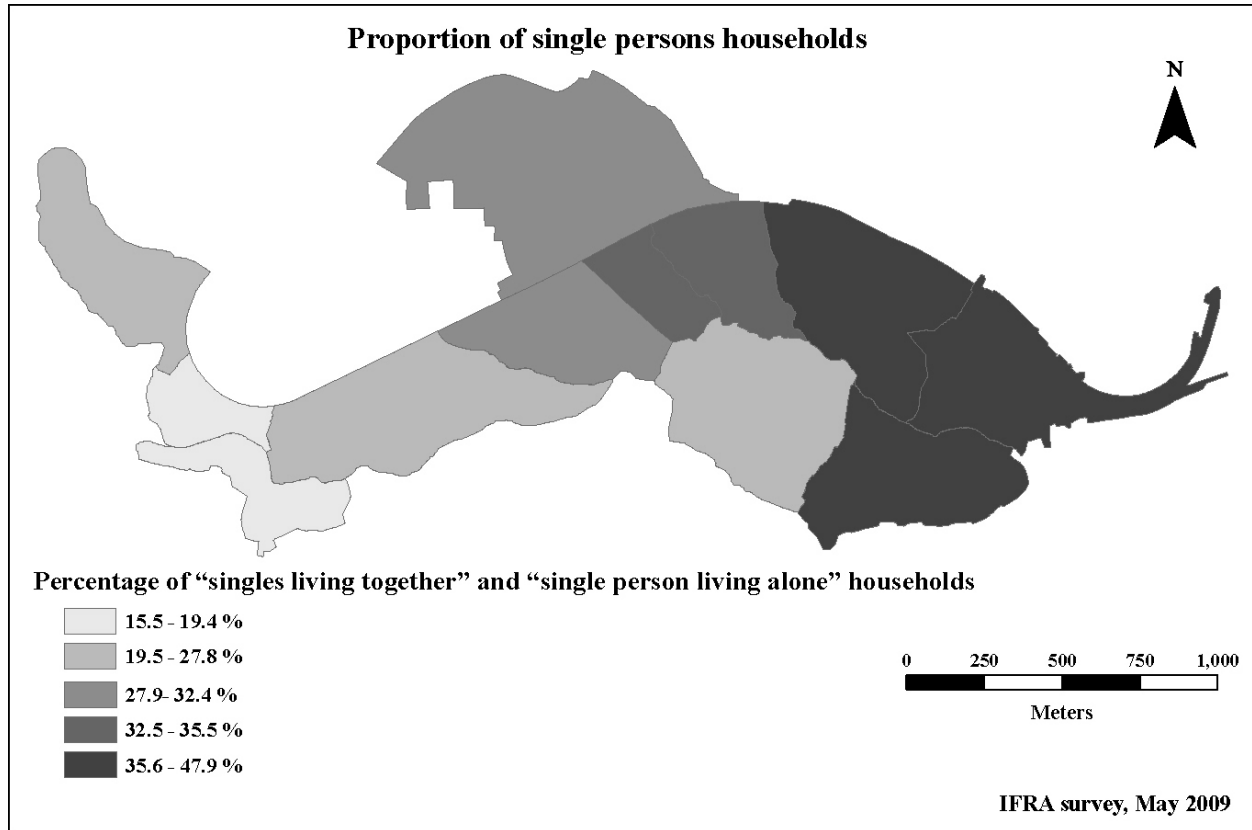 Proportion of single persons households
N
Percentage of “singles living together” and “single person living alone” households
15.5 - 19.4 %
19.5 - 27.8 %
27.9- 32.4 %
32.5 - 35.5 %
35.6 - 47.9 %
0 250 500 750 1,000
Meters
IFRA survey, May 2009